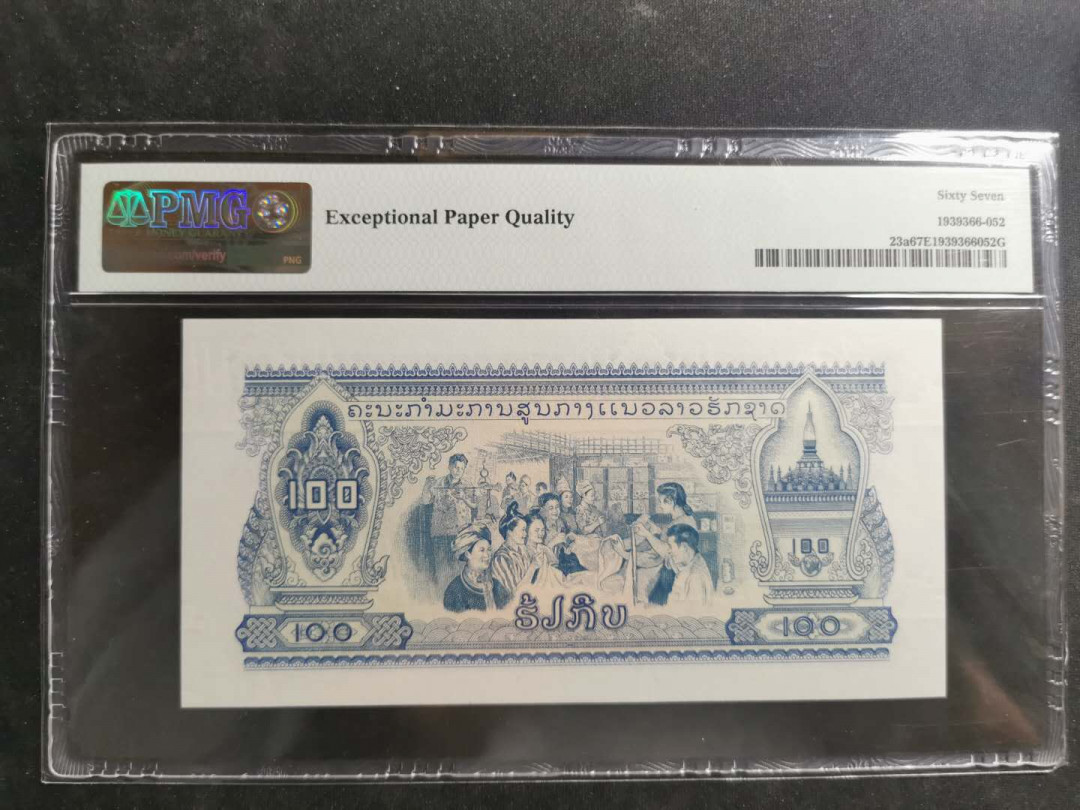 PMG
Exceptional Paper Quality
Sixty Seven
1939366-052
23a67E1939366052G
PNG
ຄະນະກຳມະການສູນກາງແນວລາວຮັກຊາດ
100
100
ຮ້ອຍກີບ
100
100